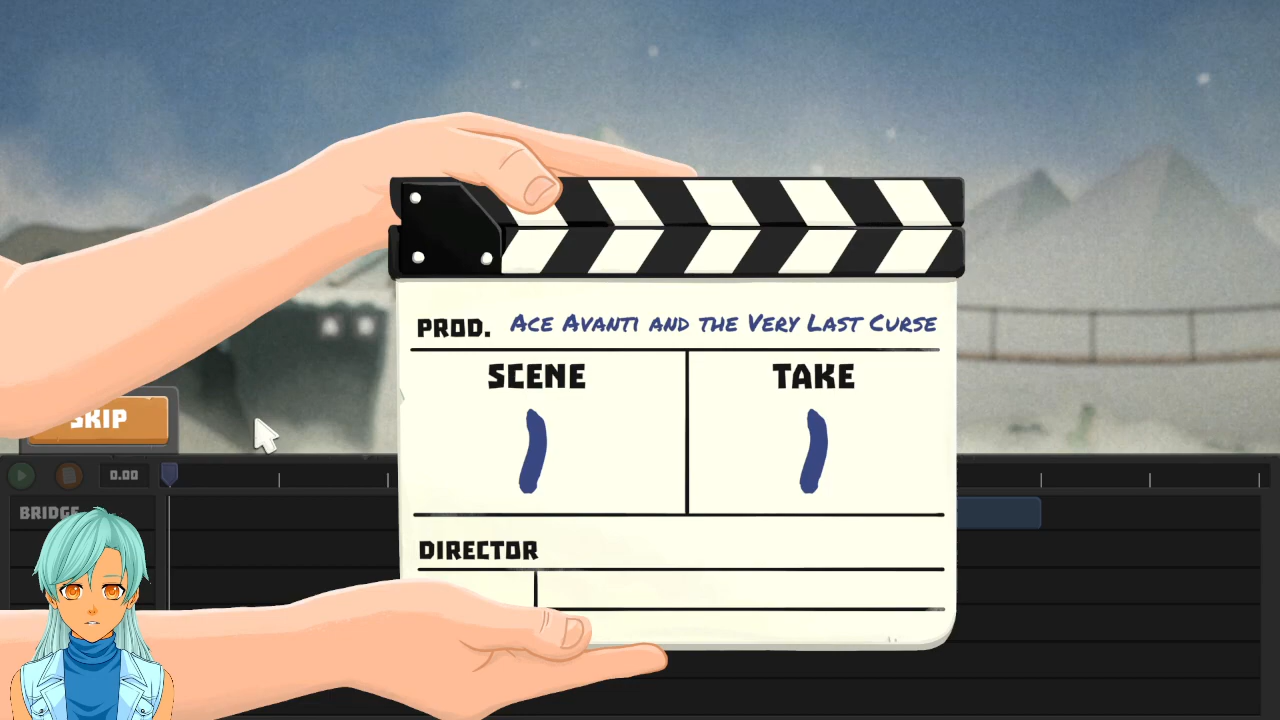 PROD. ACE AVANTI AND THE VERY LAST CURSE
SCENE TAKE
1 1
SKIP
0.00
BRIDGE
DIRECTOR